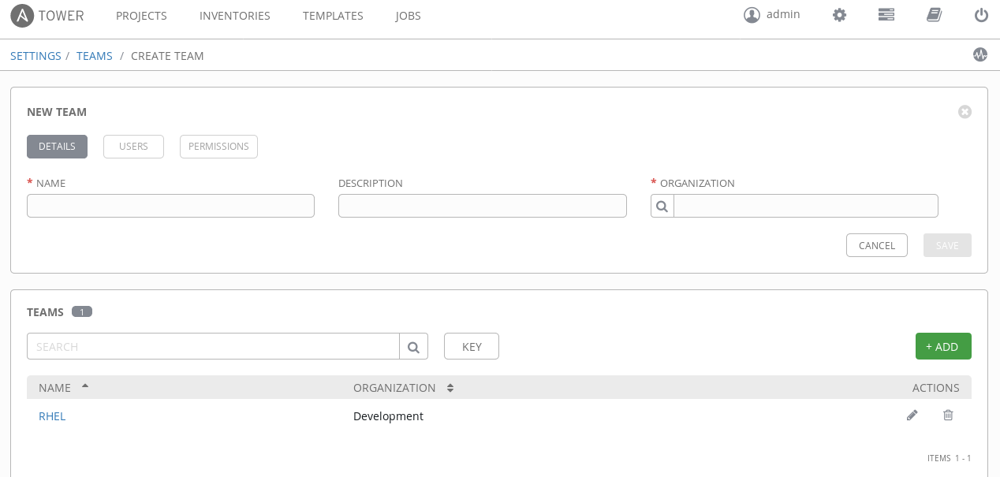 TOWER PROJECTS INVENTORIES TEMPLATES JOBS admin
SETTINGS / TEAMS / CREATE TEAM
NEW TEAM
DETAILS USERS PERMISSIONS
* NAME DESCRIPTION * ORGANIZATION
CANCEL SAVE
TEAMS 1
SEARCH KEY + ADD
NAME ORGANIZATION ACTIONS
RHEL Development
ITEMS 1 - 1